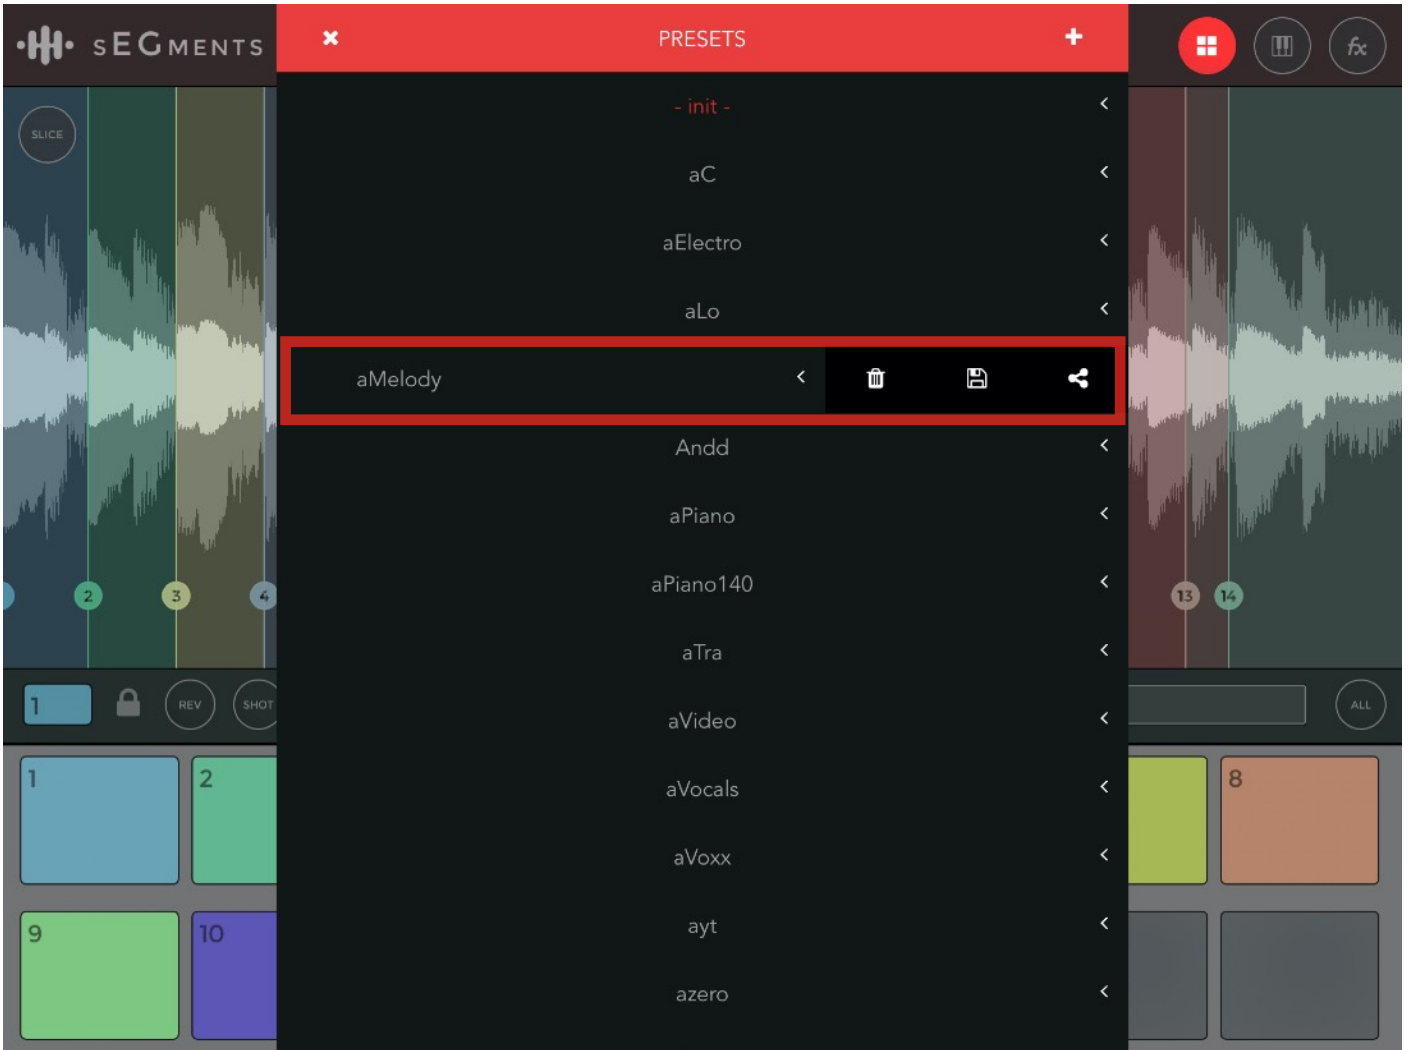 sEGments
PRESETS
fx
- init -
SLICE
aC
aElectro
aLo
aMelody
Andd
aPiano
aPiano140
2
3
4
13
14
aTra
1
REV
SHOT
ALL
aVideo
1
2
8
aVocals
aVoxx
9
10
ayt
azero